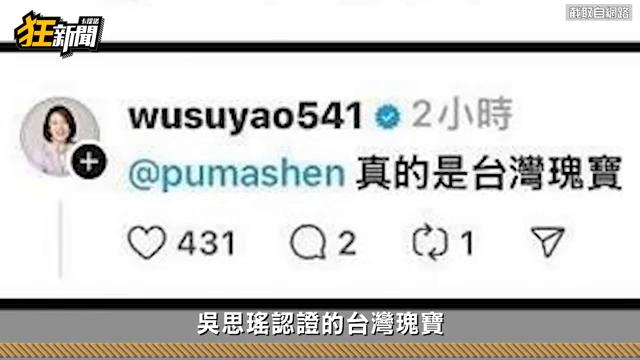 狂新聞
截取自網路
wusuyao541 2小時
@pumashen 真的是台灣瑰寶
431 2 1
吳思瑤認證的台灣瑰寶